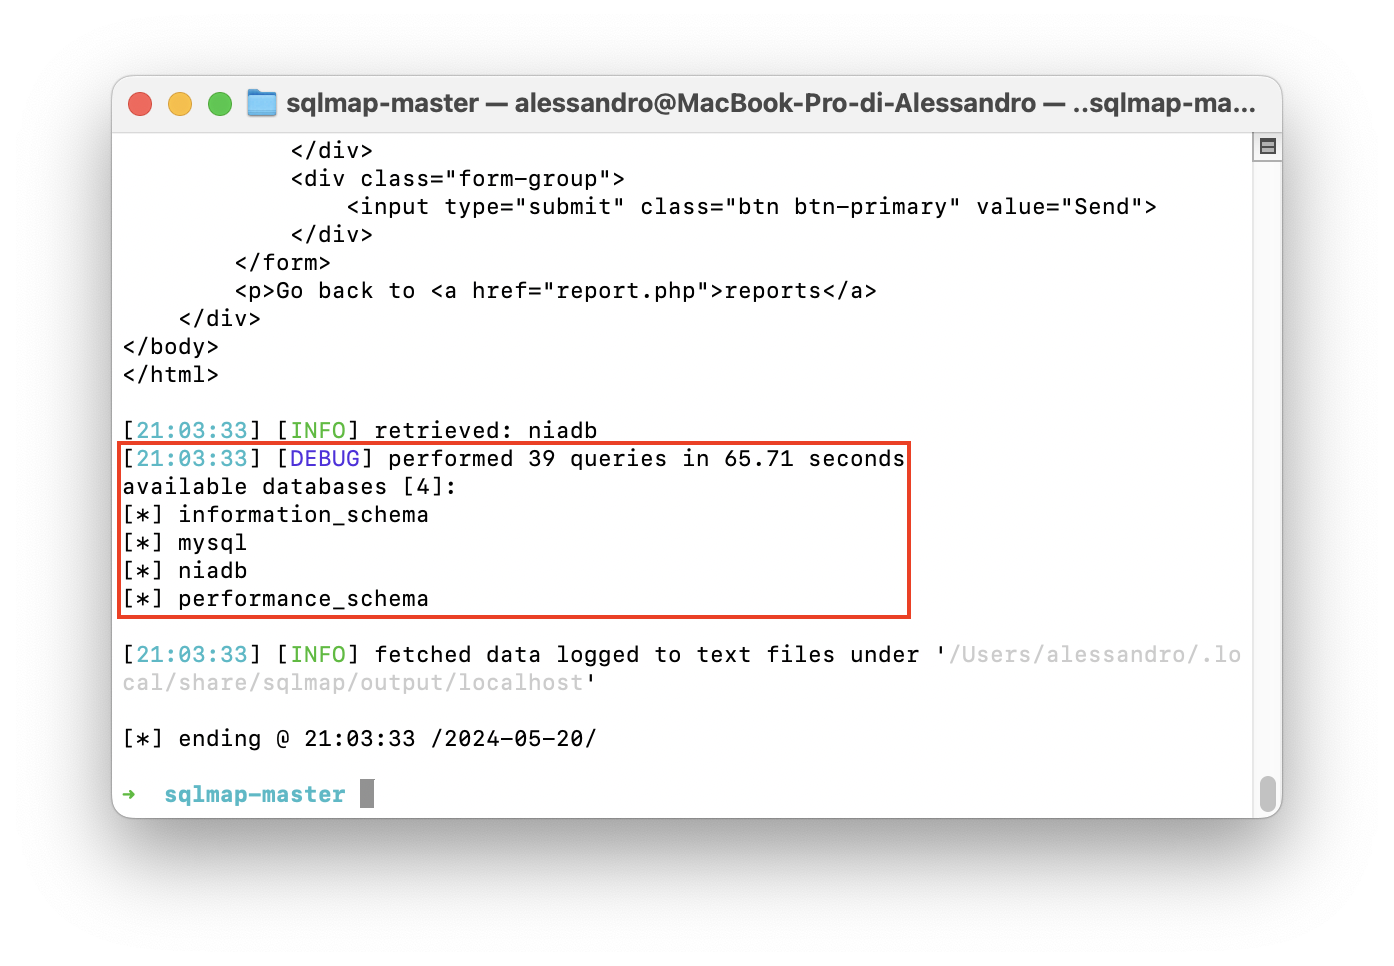 sqlmap-master — alessandro@MacBook-Pro-di-Alessandro — ..sqlmap-ma...
</div>
<div class="form-group">
<input type="submit" class="btn btn-primary" value="Send">
</div>
</form>
<p>Go back to <a href="report.php">reports</a>
</div>
</body>
</html>
[21:03:33] [INFO] retrieved: niadb
[21:03:33] [DEBUG] performed 39 queries in 65.71 seconds
available databases [4]:
[*] information_schema
[*] mysql
[*] niadb
[*] performance_schema
[21:03:33] [INFO] fetched data logged to text files under '/Users/alessandro/.lo
cal/share/sqlmap/output/localhost'
[*] ending @ 21:03:33 /2024-05-20/
➜ sqlmap-master